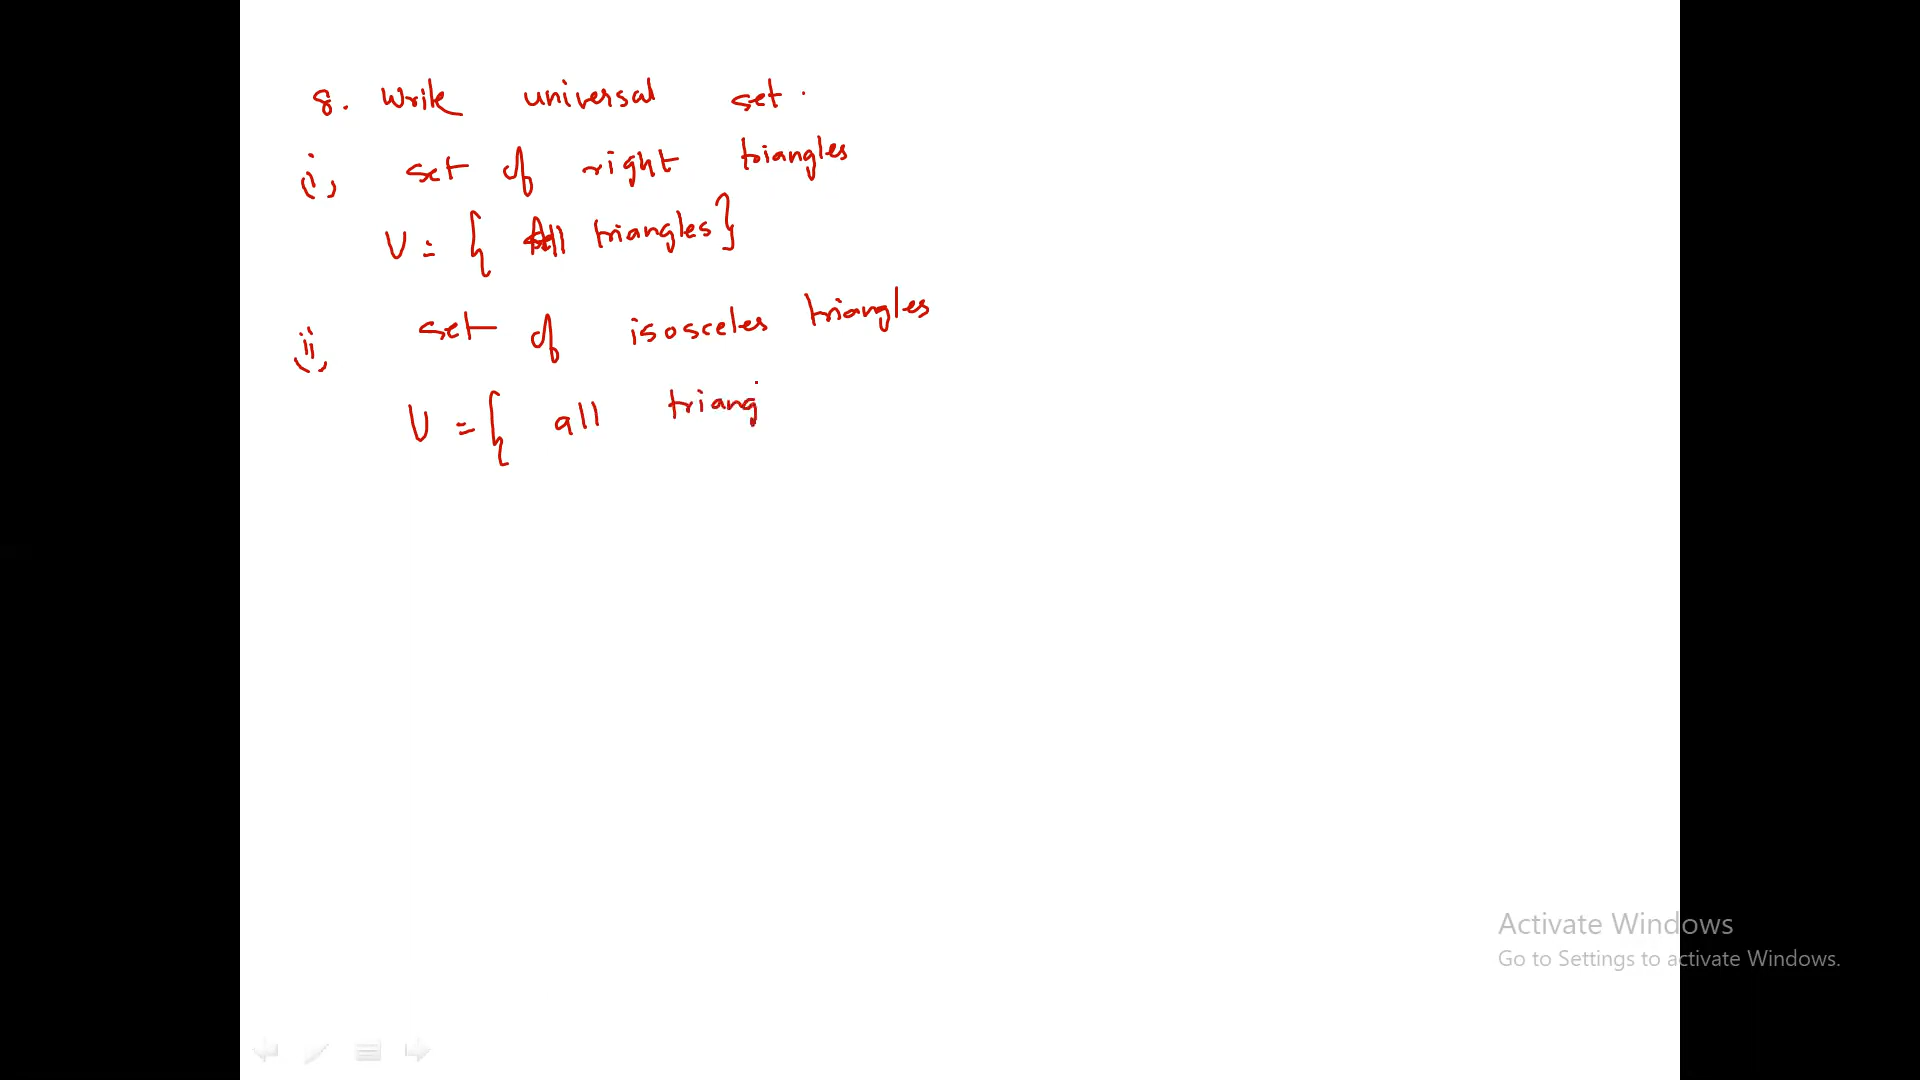 8. Write universal set.
(i) set of right triangles
U = { All triangles }
(ii) set of isosceles triangles
U = { all triang
Activate Windows
Go to Settings to activate Windows.